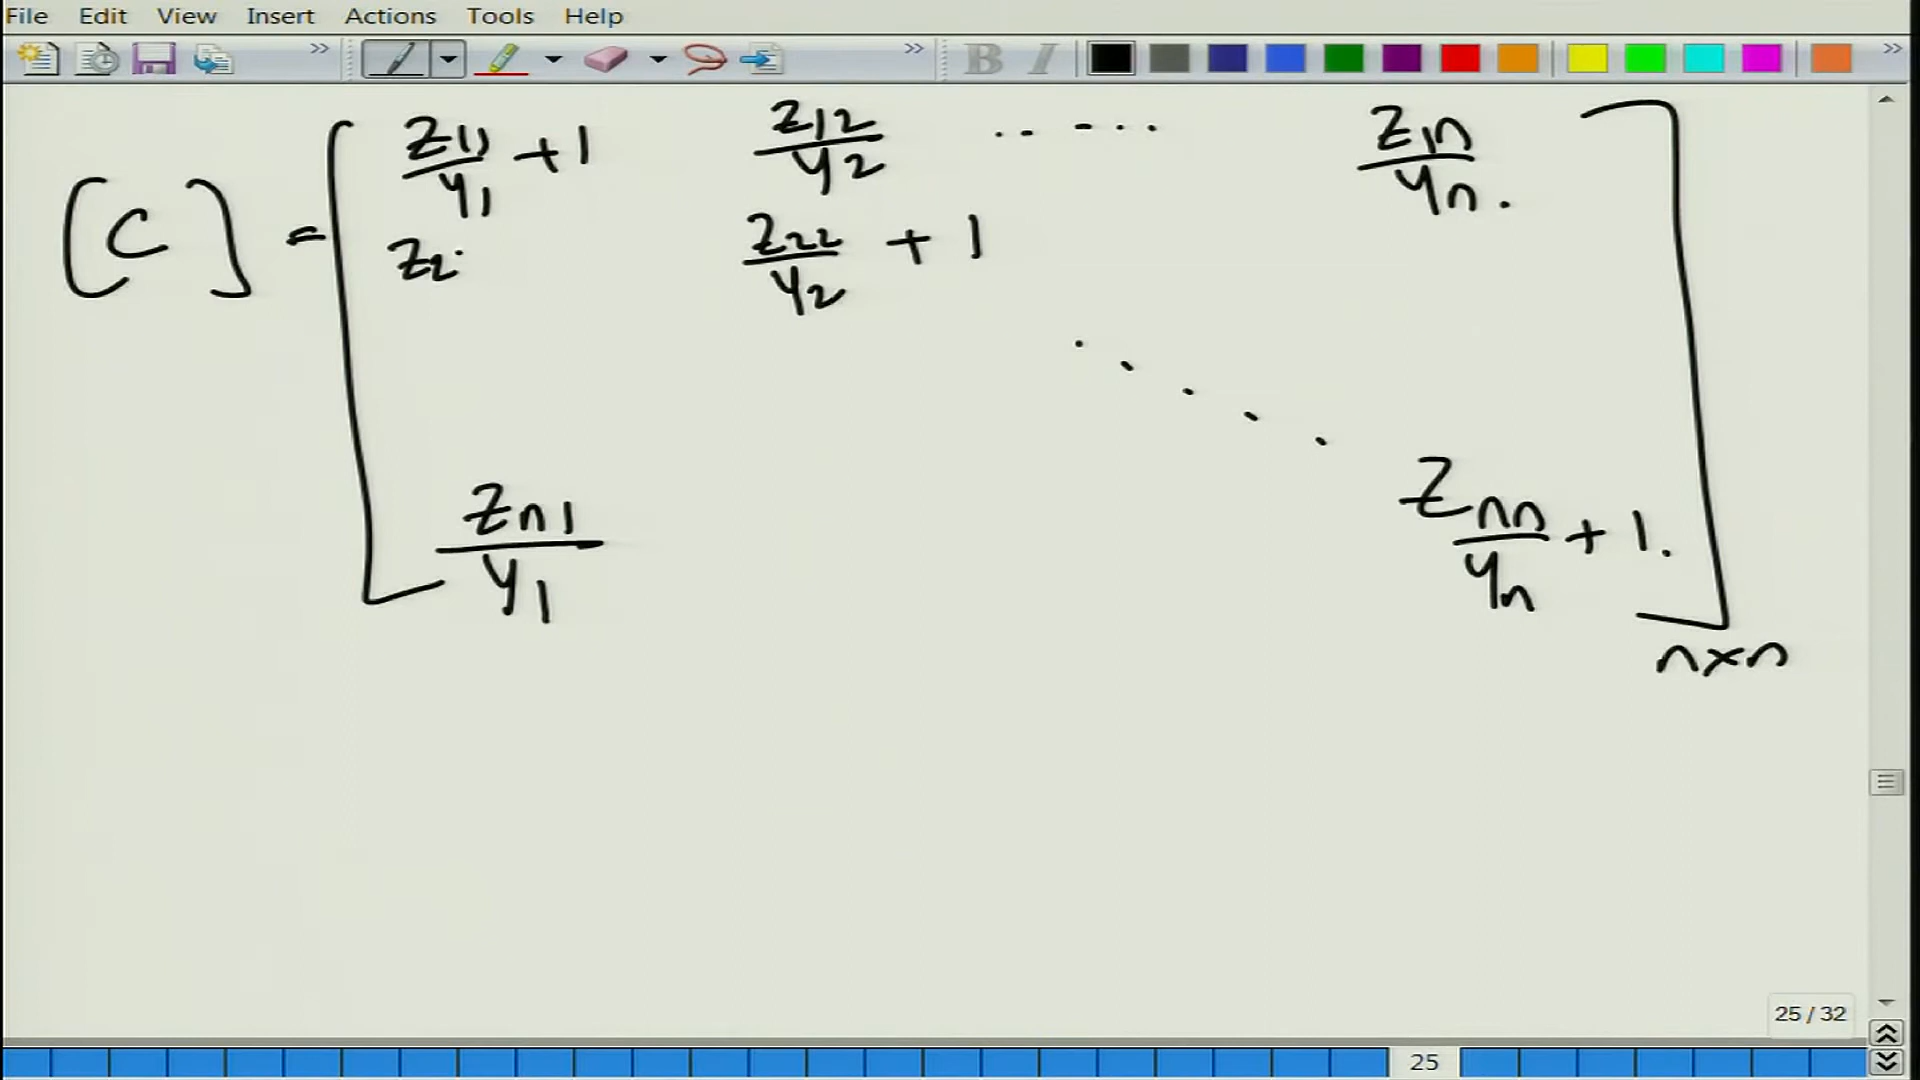 File Edit View Insert Actions Tools Help
B I
[C] = [ Z11/y1 + 1 Z12/y2 ..-.. Z1n/yn.
Z2. Z22/y2 + 1
.....
Zn1/y1 Znn/yn + 1. ] n×n
25 / 32
25